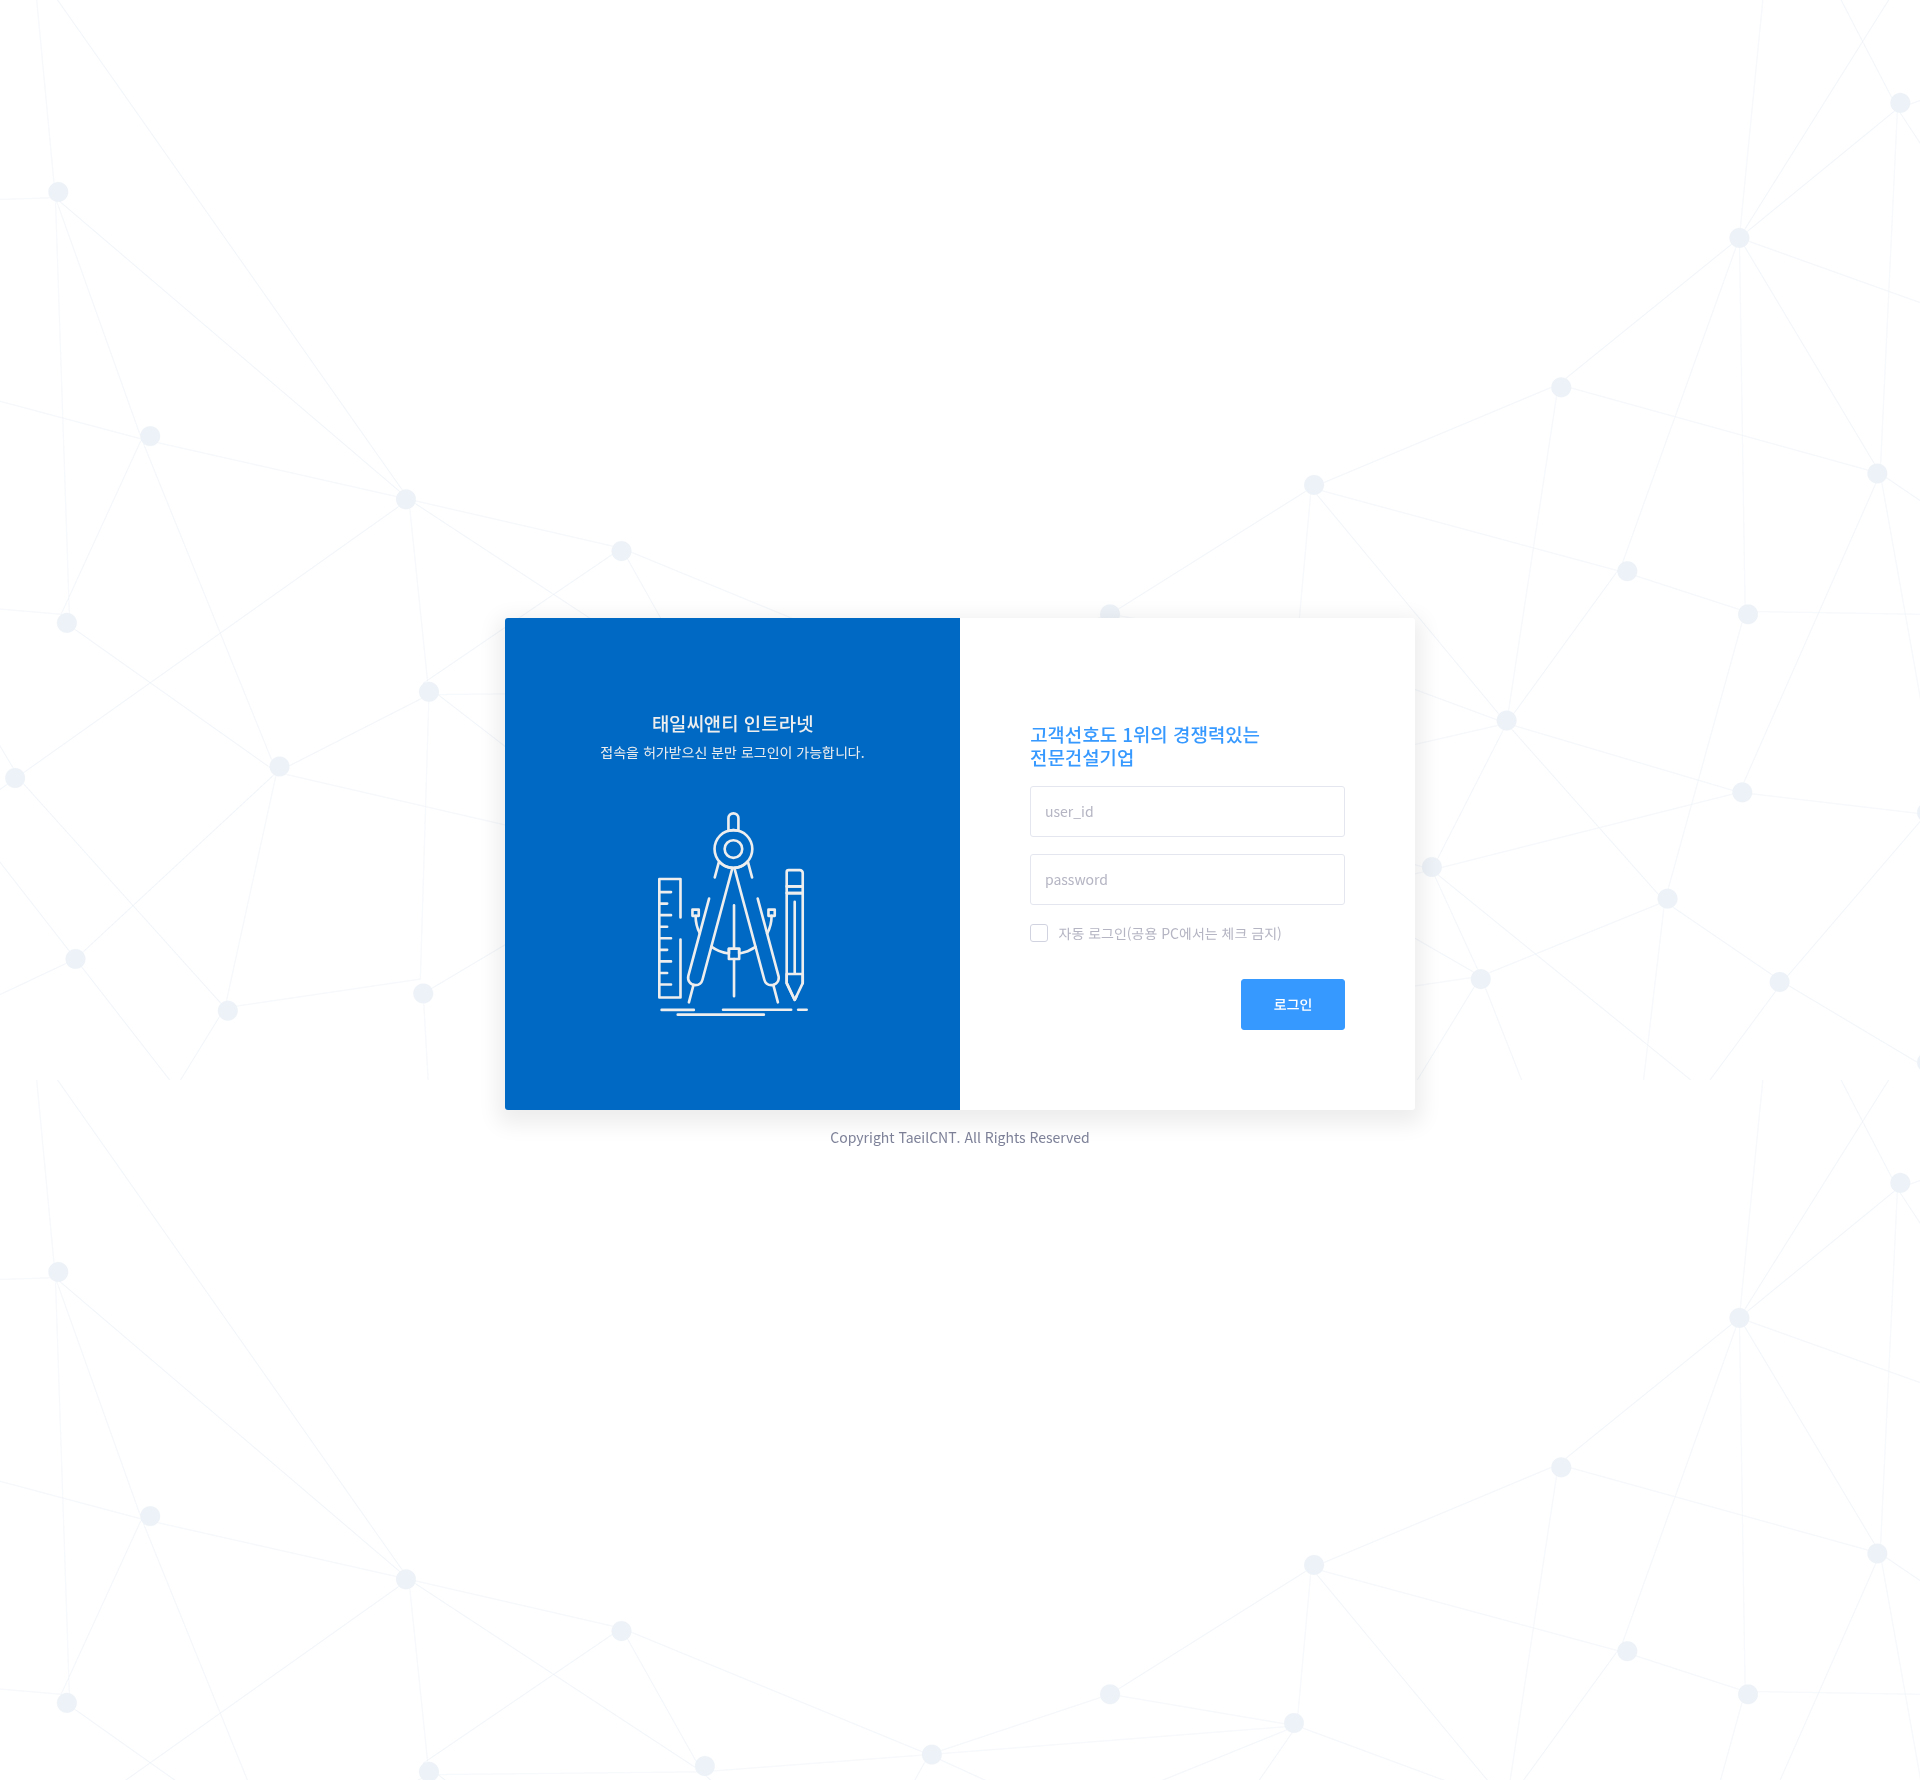 태일씨앤티 인트라넷
접속을 허가받으신 분만 로그인이 가능합니다.
고객선호도 1위의 경쟁력있는
전문건설기업
user_id
password
자동 로그인(공용 PC에서는 체크 금지)
로그인
Copyright TaeilCNT. All Rights Reserved